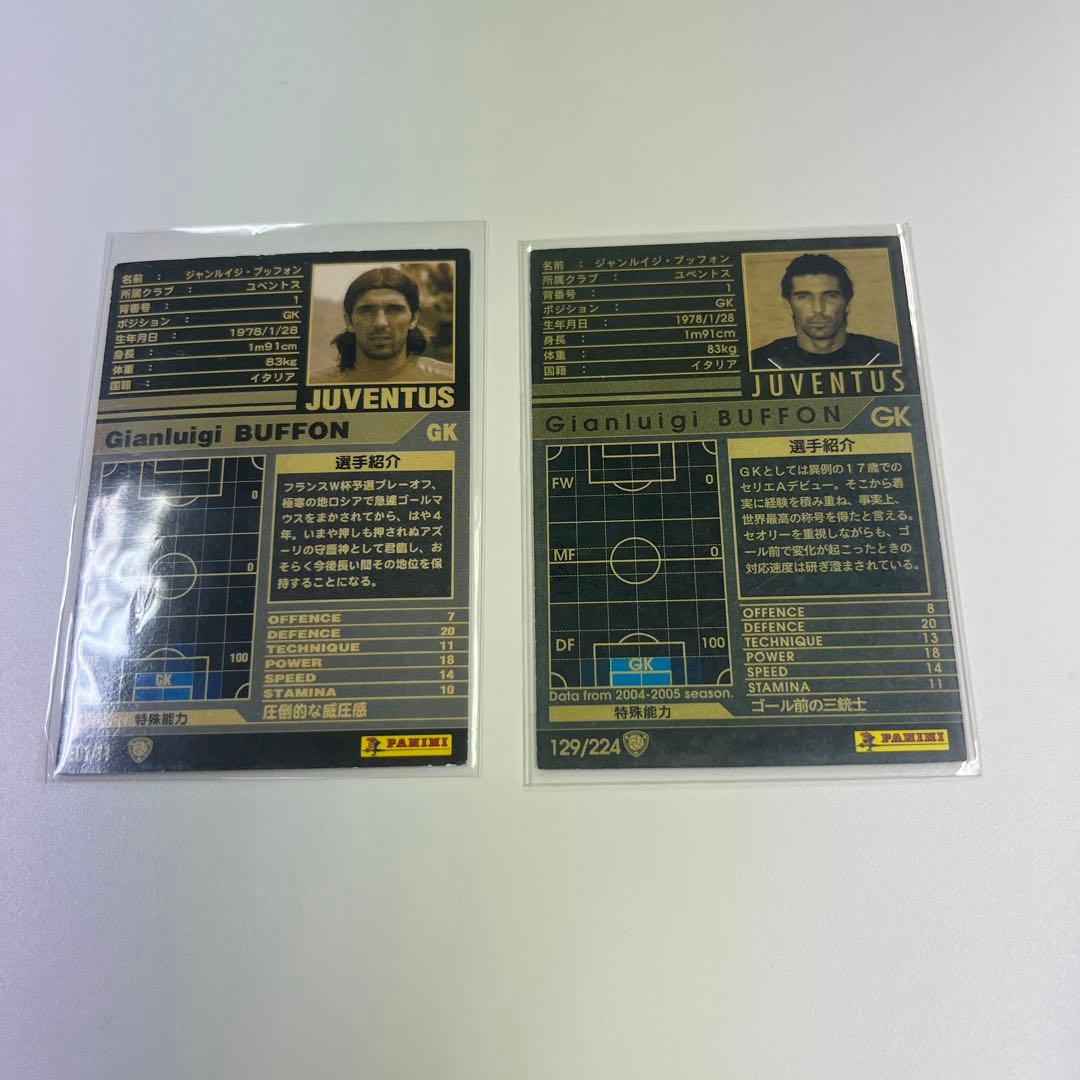 名前 : ジャンルイジ・ブッフォン
所属クラブ : ユベントス
背番号 : 1
ポジション : GK
生年月日 : 1978/1/28
身長 : 1m91cm
体重 : 83kg
国籍 : イタリア
JUVENTUS
Gianluigi BUFFON GK
0
0
100
GK
選手紹介
フランスW杯予選プレーオフ、
極寒の地ロシアで急遽ゴールマ
ウスをまかされてから、はや4
年。いまや押しも押されぬアズ
ーリの守護神として君臨し、お
そらく今後長い間その地位を保
持することになる。
OFFENCE 7
DEFENCE 20
TECHNIQUE 11
POWER 18
SPEED 14
STAMINA 10
特殊能力 圧倒的な威圧感
PANINI
名前 : ジャンルイジ・ブッフォン
所属クラブ : ユベントス
背番号 : 1
ポジション : GK
生年月日 : 1978/1/28
身長 : 1m91cm
体重 : 83kg
国籍 : イタリア
JUVENTUS
Gianluigi BUFFON GK
FW 0
MF 0
DF 100
GK
Data from 2004-2005 season.
選手紹介
GKとしては異例の17歳での
セリエAデビュー。そこから着
実に経験を積み重ね、事実上、
世界最高の称号を得たと言える。
セオリーを重視しながらも、ゴ
ール前で変化が起こったときの
対応速度は研ぎ澄まされている。
OFFENCE 8
DEFENCE 20
TECHNIQUE 13
POWER 18
SPEED 14
STAMINA 11
特殊能力 ゴール前の三銃士
129/224
PANINI